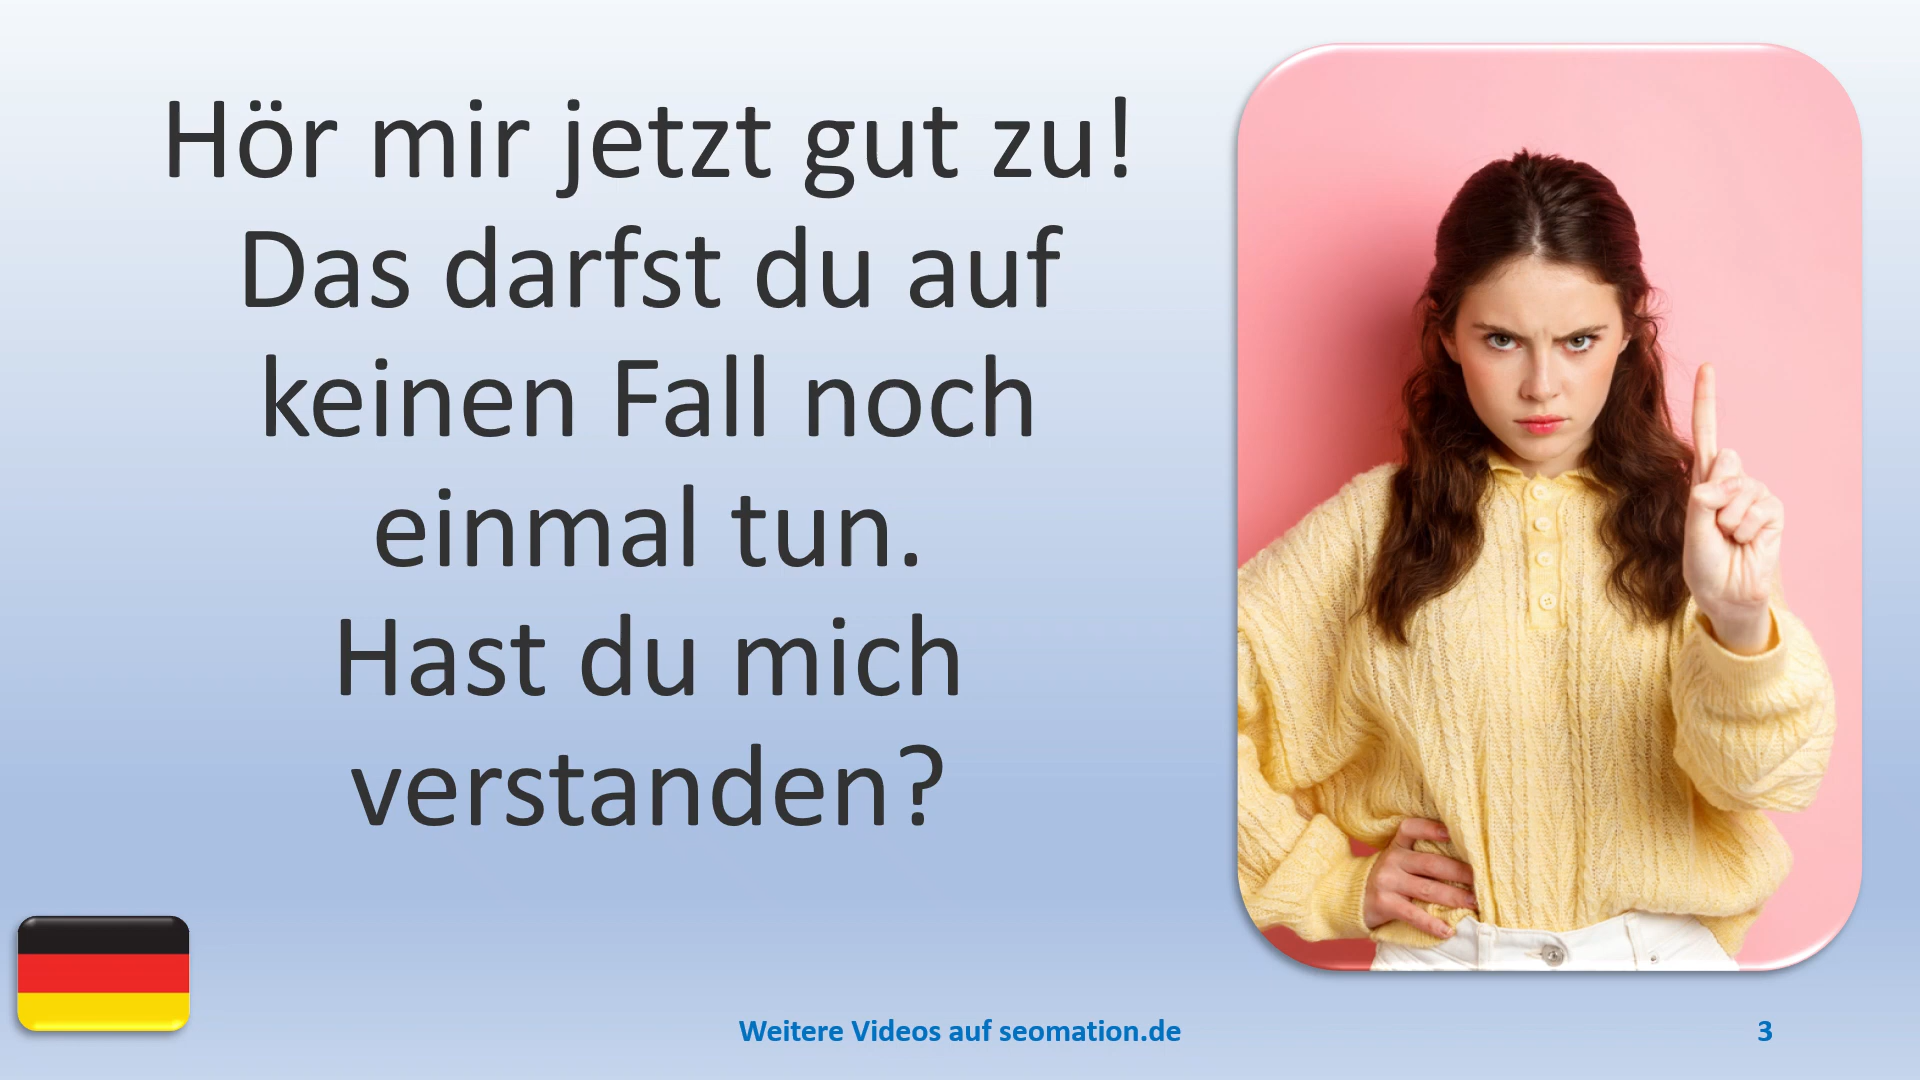 Hör mir jetzt gut zu!
Das darfst du auf
keinen Fall noch
einmal tun.
Hast du mich
verstanden?
Weitere Videos auf seomation.de
3